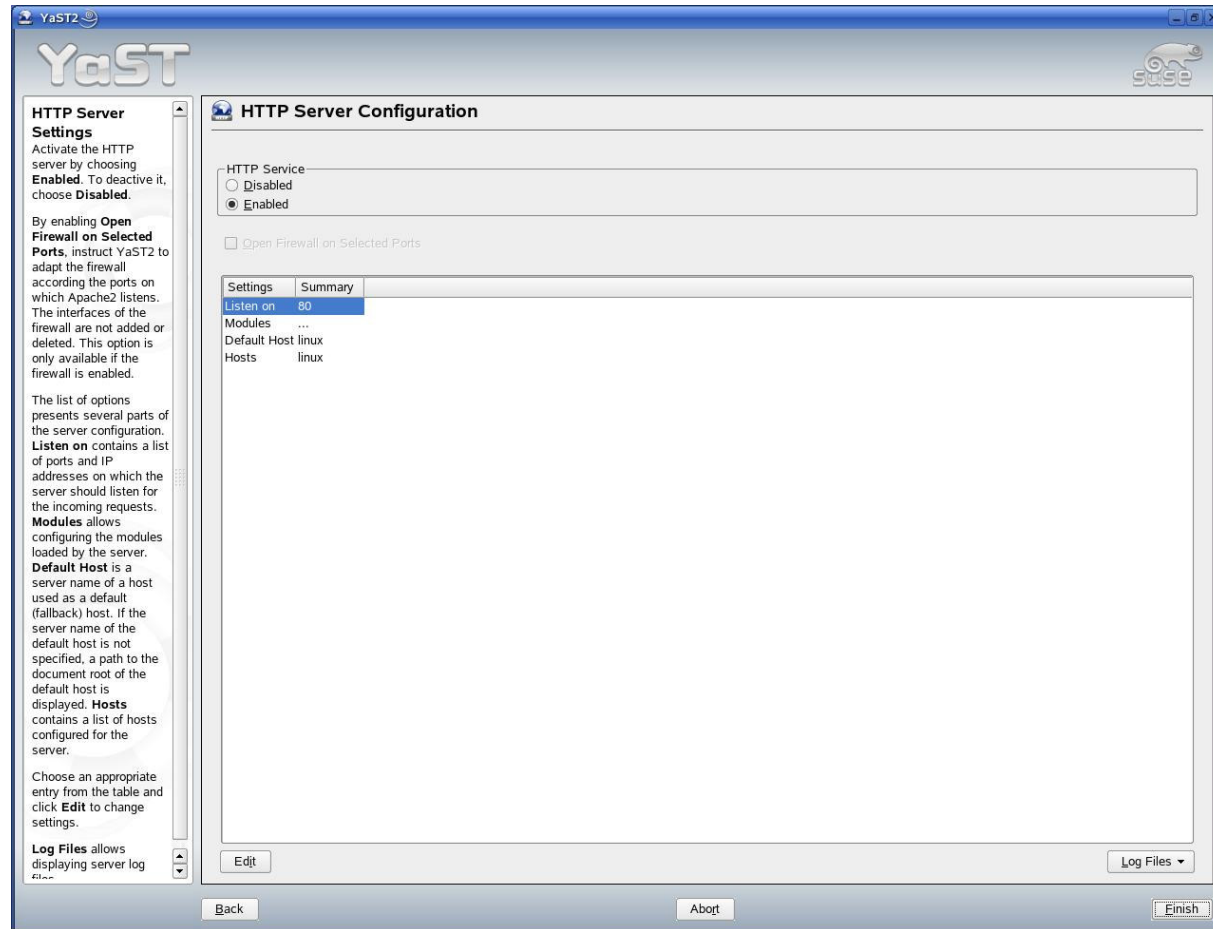 YaST2
YaST
SUSE
HTTP Server
Settings
Activate the HTTP
server by choosing
Enabled. To deactive it,
choose Disabled.
By enabling Open
Firewall on Selected
Ports, instruct YaST2 to
adapt the firewall
according the ports on
which Apache2 listens.
The interfaces of the
firewall are not added or
deleted. This option is
only available if the
firewall is enabled.
The list of options
presents several parts of
the server configuration.
Listen on contains a list
of ports and IP
addresses on which the
server should listen for
the incoming requests.
Modules allows
configuring the modules
loaded by the server.
Default Host is a
server name of a host
used as a default
(fallback) host. If the
server name of the
default host is not
specified, a path to the
document root of the
default host is
displayed. Hosts
contains a list of hosts
configured for the
server.
Choose an appropriate
entry from the table and
click Edit to change
settings.
Log Files allows
displaying server log
files
HTTP Server Configuration
HTTP Service
Disabled
Enabled
Open Firewall on Selected Ports
Settings Summary
Listen on 80
Modules ...
Default Host linux
Hosts linux
Edit
Log Files
Back
Abort
Finish